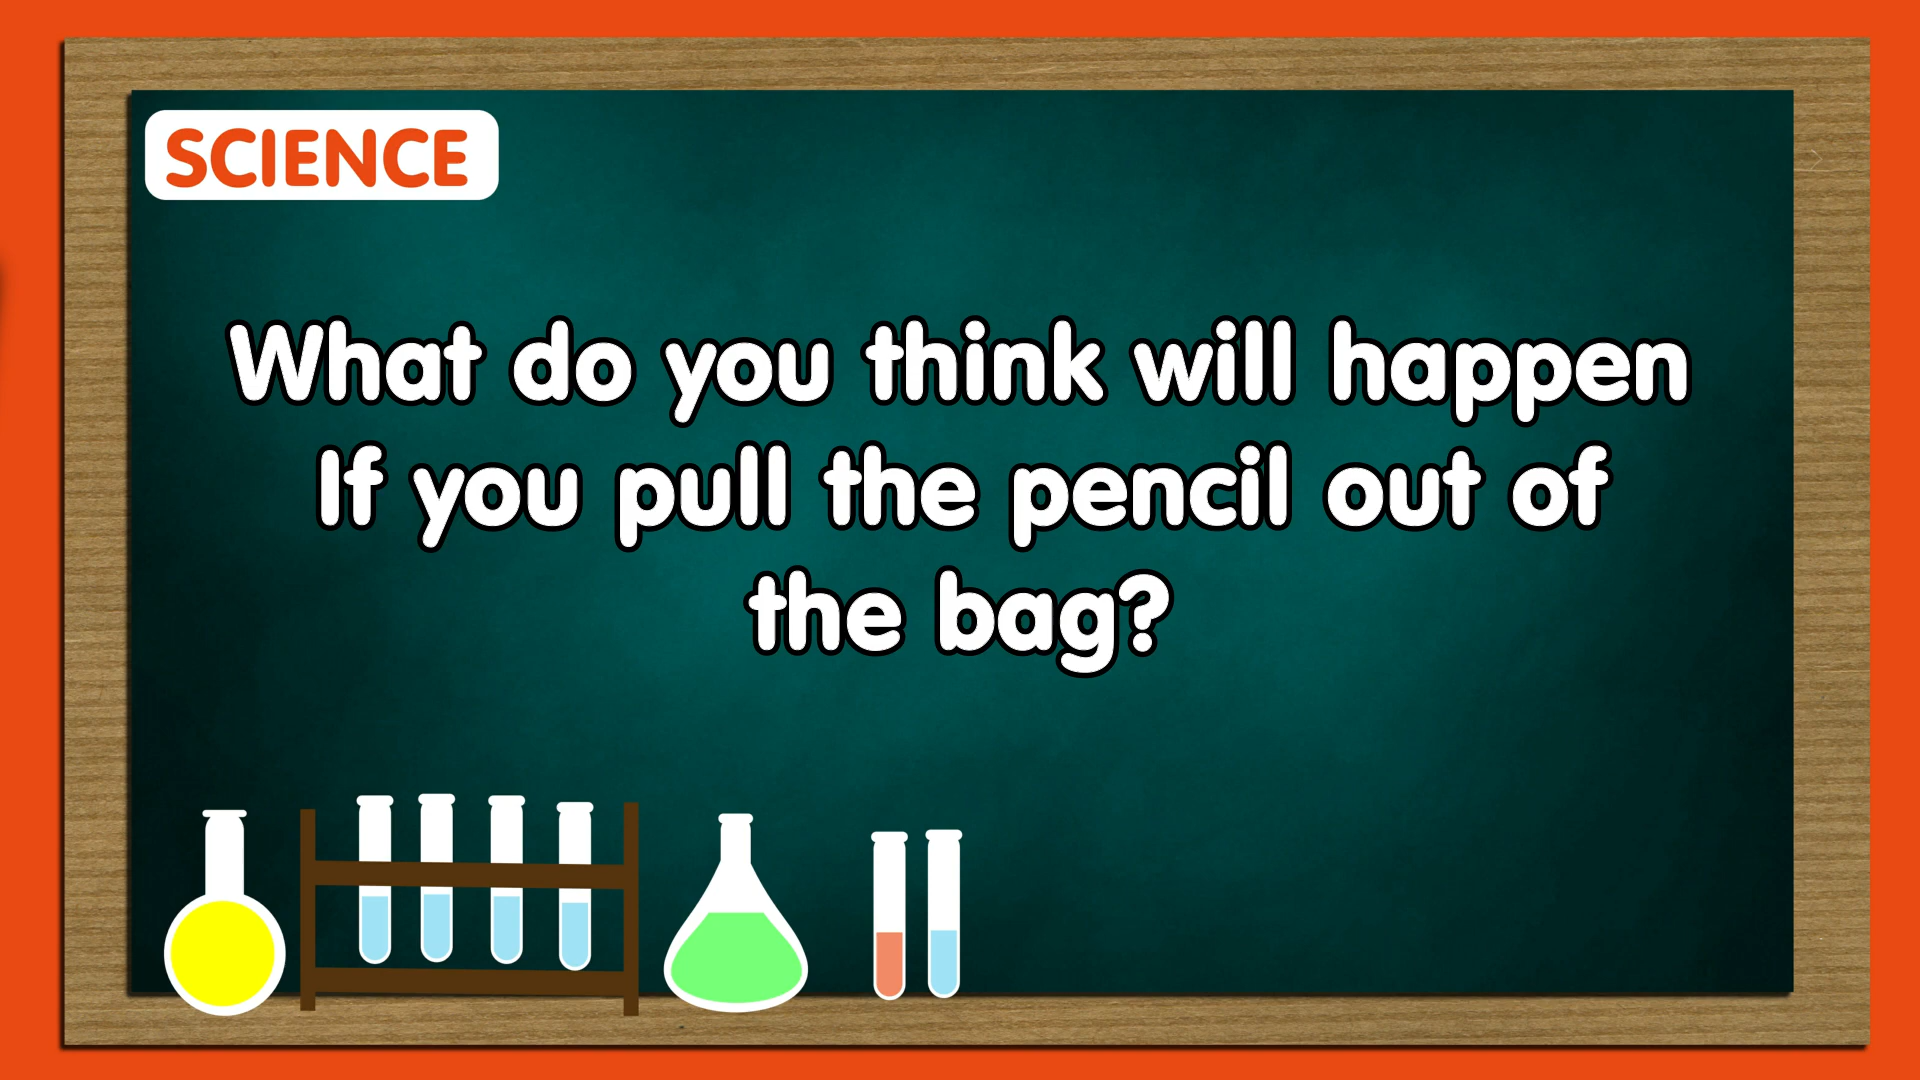 SCIENCE
What do you think will happen
If you pull the pencil out of
the bag?